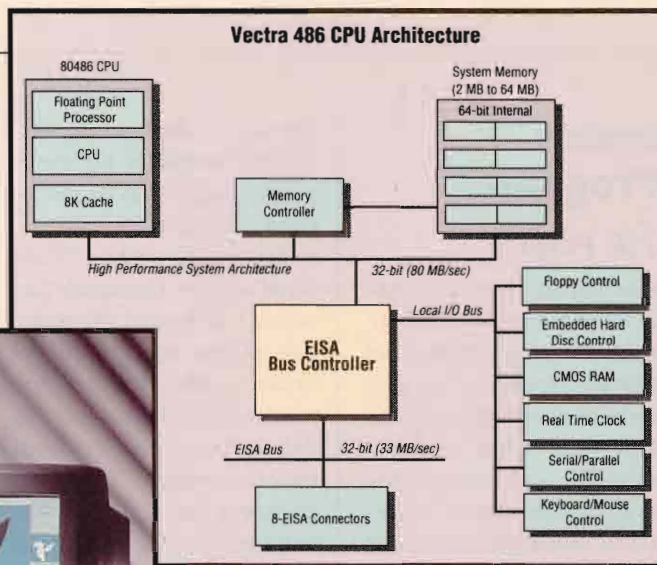 Vectra 486 CPU Architecture
80486 CPU
Floating Point
Processor
CPU
8K Cache
Memory
Controller
System Memory
(2 MB to 64 MB)
64-bit Internal
High Performance System Architecture
32-bit (80 MB/sec)
EISA
Bus Controller
Local I/O Bus
Floppy Control
Embedded Hard
Disc Control
CMOS RAM
Real Time Clock
Serial/Parallel
Control
Keyboard/Mouse
Control
EISA Bus
32-bit (33 MB/sec)
8-EISA Connectors